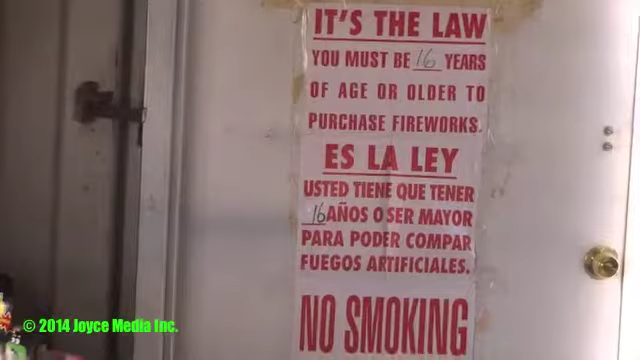 IT'S THE LAW
YOU MUST BE 16 YEARS
OF AGE OR OLDER TO
PURCHASE FIREWORKS.
ES LA LEY
USTED TIENE QUE TENER
16 AÑOS O SER MAYOR
PARA PODER COMPAR
FUEGOS ARTIFICIALES.
NO SMOKING
© 2014 Joyce Media Inc.